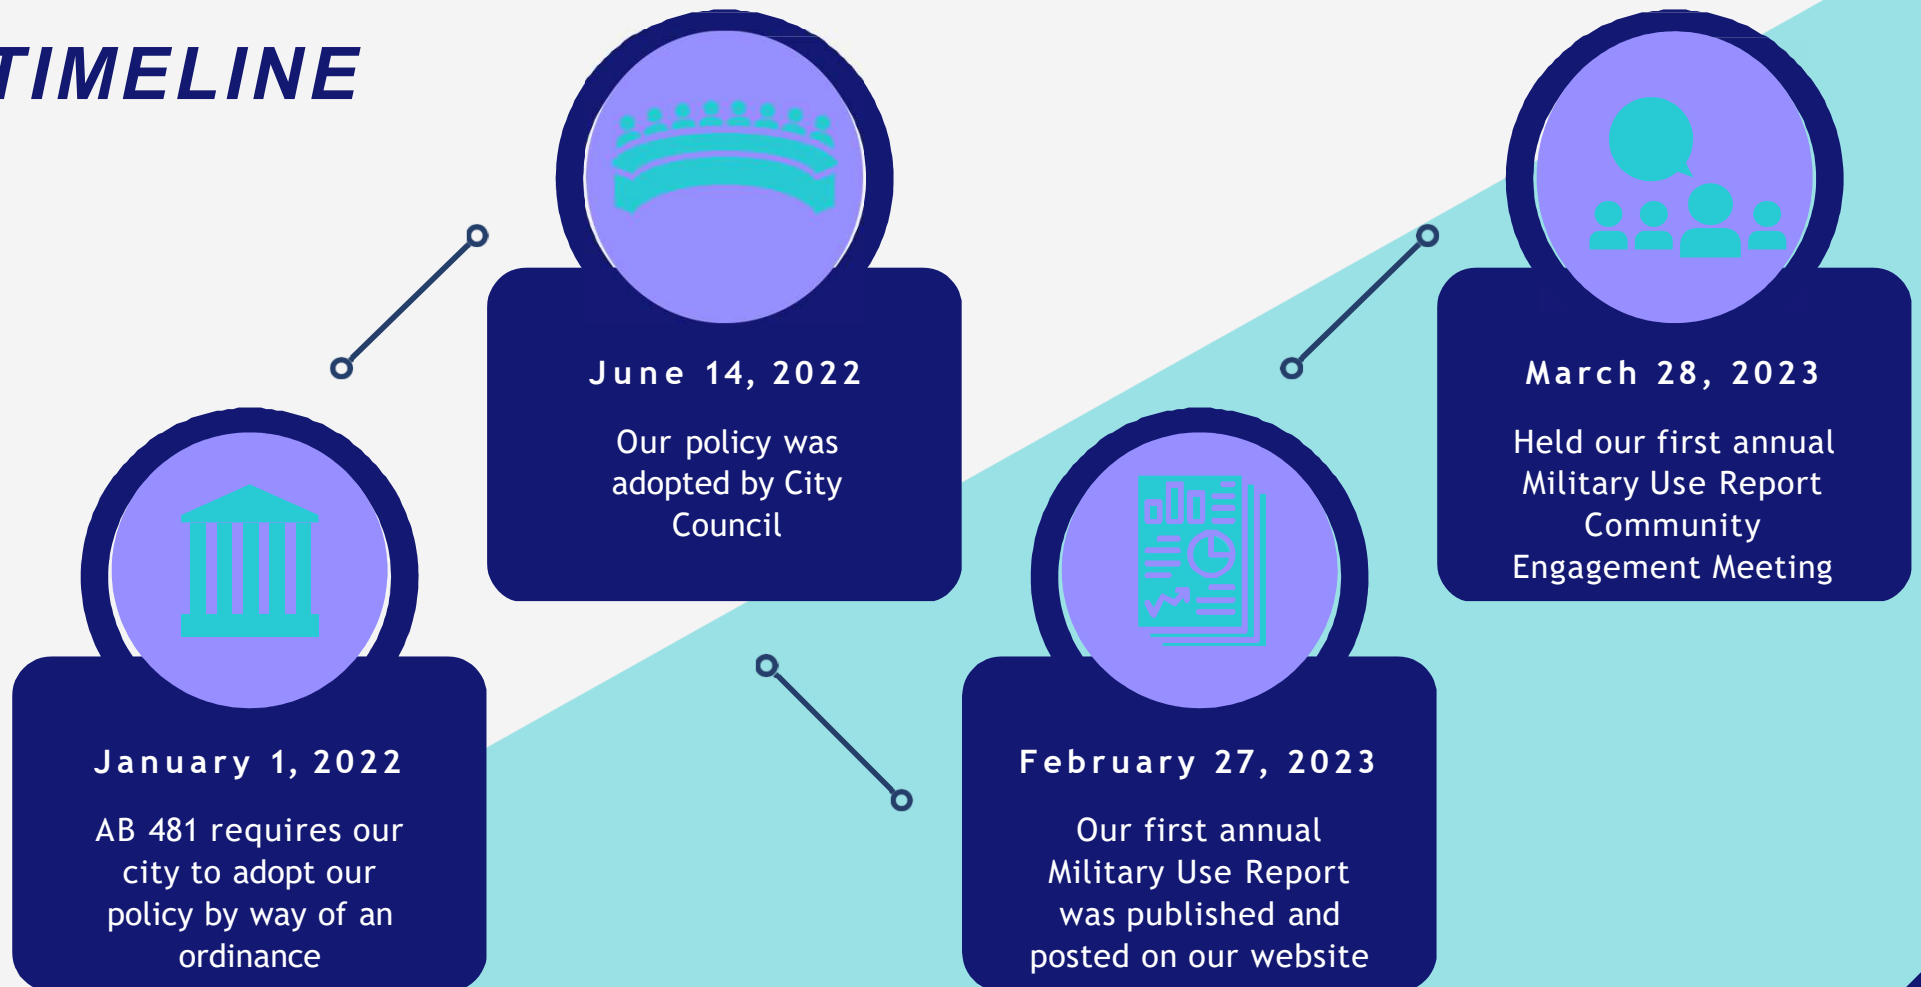 TIMELINE
January 1, 2022
AB 481 requires our
city to adopt our
policy by way of an
ordinance
June 14, 2022
Our policy was
adopted by City
Council
February 27, 2023
Our first annual
Military Use Report
was published and
posted on our website
March 28, 2023
Held our first annual
Military Use Report
Community
Engagement Meeting